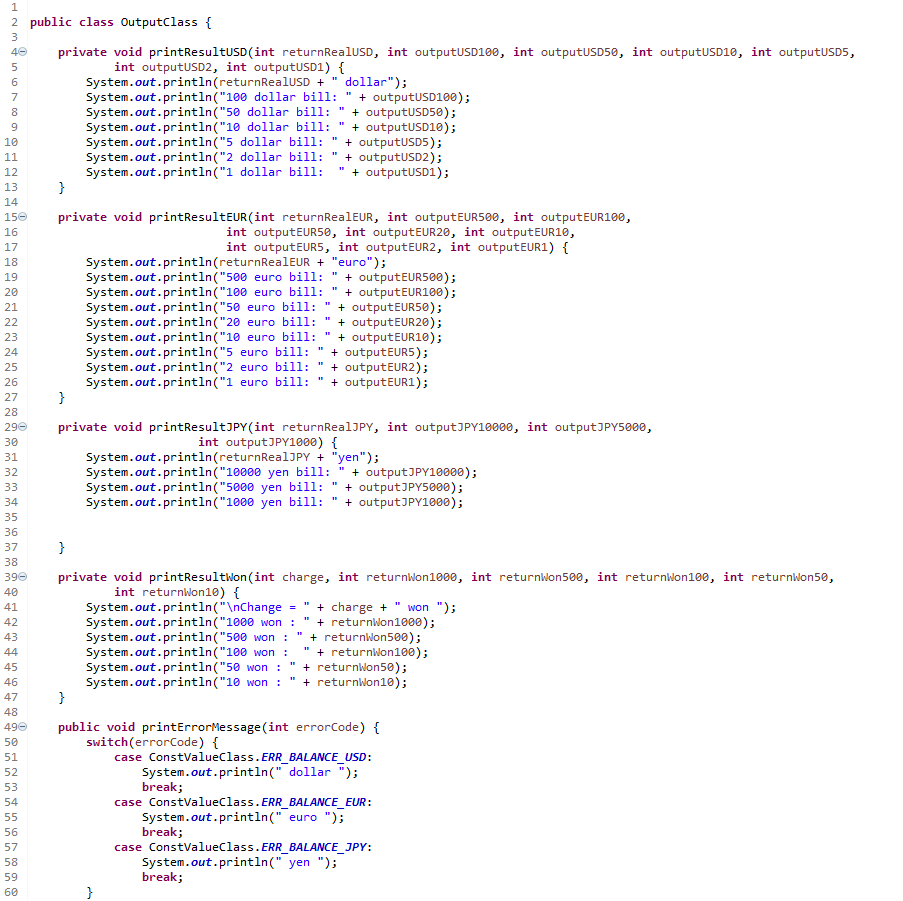 1
2 public class OutputClass {
3
4 private void printResultUSD(int returnRealUSD, int outputUSD100, int outputUSD50, int outputUSD10, int outputUSD5,
5 int outputUSD2, int outputUSD1) {
6 System.out.println(returnRealUSD + " dollar");
7 System.out.println("100 dollar bill: " + outputUSD100);
8 System.out.println("50 dollar bill: " + outputUSD50);
9 System.out.println("10 dollar bill: " + outputUSD10);
10 System.out.println("5 dollar bill: " + outputUSD5);
11 System.out.println("2 dollar bill: " + outputUSD2);
12 System.out.println("1 dollar bill:  " + outputUSD1);
13 }
14
15 private void printResultEUR(int returnRealEUR, int outputEUR500, int outputEUR100,
16 int outputEUR50, int outputEUR20, int outputEUR10,
17 int outputEUR5, int outputEUR2, int outputEUR1) {
18 System.out.println(returnRealEUR + "euro");
19 System.out.println("500 euro bill: " + outputEUR500);
20 System.out.println("100 euro bill: " + outputEUR100);
21 System.out.println("50 euro bill: " + outputEUR50);
22 System.out.println("20 euro bill: " + outputEUR20);
23 System.out.println("10 euro bill: " + outputEUR10);
24 System.out.println("5 euro bill: " + outputEUR5);
25 System.out.println("2 euro bill: " + outputEUR2);
26 System.out.println("1 euro bill: " + outputEUR1);
27 }
28
29 private void printResultJPY(int returnRealJPY, int outputJPY10000, int outputJPY5000,
30 int outputJPY1000) {
31 System.out.println(returnRealJPY + "yen");
32 System.out.println("10000 yen bill: " + outputJPY10000);
33 System.out.println("5000 yen bill: " + outputJPY5000);
34 System.out.println("1000 yen bill: " + outputJPY1000);
35
36
37 }
38
39 private void printResultWon(int charge, int returnWon1000, int returnWon500, int returnWon100, int returnWon50,
40 int returnWon10) {
41 System.out.println("\nChange = " + charge + " won ");
42 System.out.println("1000 won : " + returnWon1000);
43 System.out.println("500 won : " + returnWon500);
44 System.out.println("100 won :  " + returnWon100);
45 System.out.println("50 won : " + returnWon50);
46 System.out.println("10 won : " + returnWon10);
47 }
48
49 public void printErrorMessage(int errorCode) {
50 switch(errorCode) {
51 case ConstValueClass.ERR_BALANCE_USD:
52 System.out.println(" dollar ");
53 break;
54 case ConstValueClass.ERR_BALANCE_EUR:
55 System.out.println(" euro ");
56 break;
57 case ConstValueClass.ERR_BALANCE_JPY:
58 System.out.println(" yen ");
59 break;
60 }